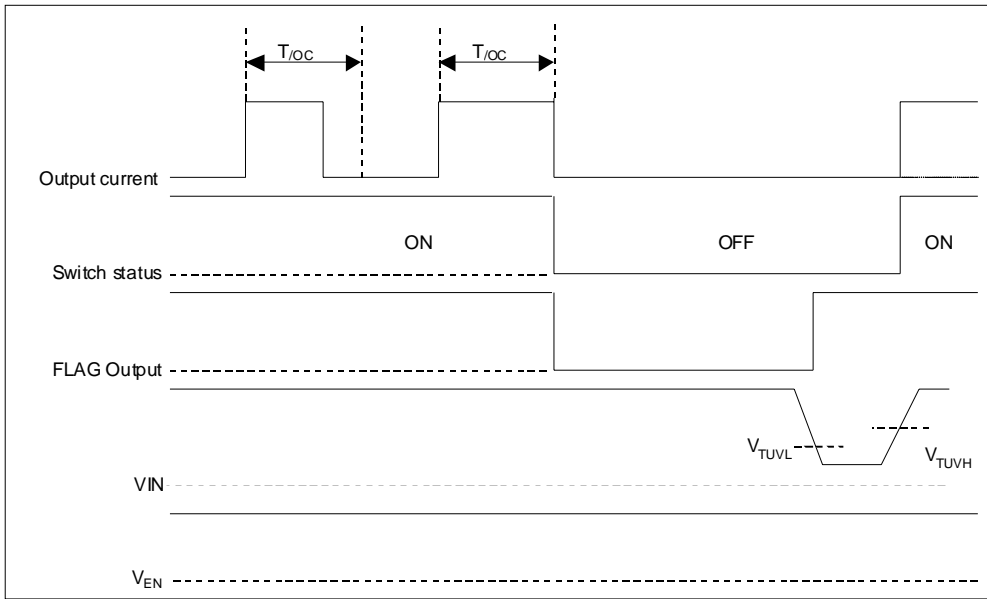 T/OC T/OC
Output current
ON OFF ON
Switch status
FLAG Output
VTUVL
VTUVH
VIN
VEN